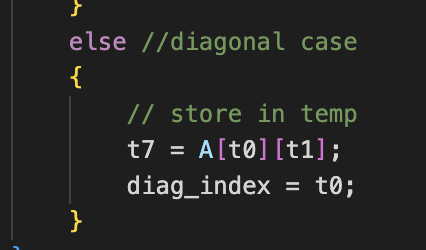 }
else //diagonal case
{
// store in temp
t7 = A[t0][t1];
diag_index = t0;
}
}